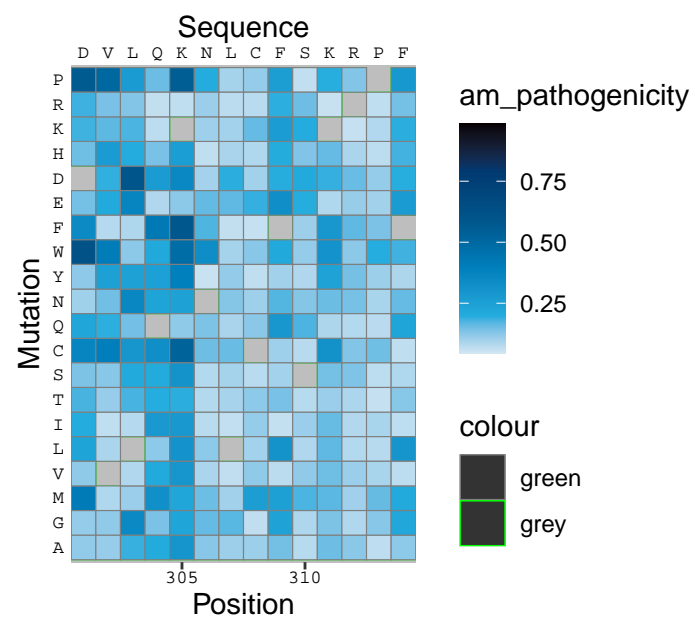 Sequence
D V L Q K N L C F S K R P F
P
R
K
H
D
E
F
W
Y
N
Q
C
S
T
I
L
V
M
G
A
Mutation
305 310
Position
am_pathogenicity
0.75
0.50
0.25
colour
green
grey